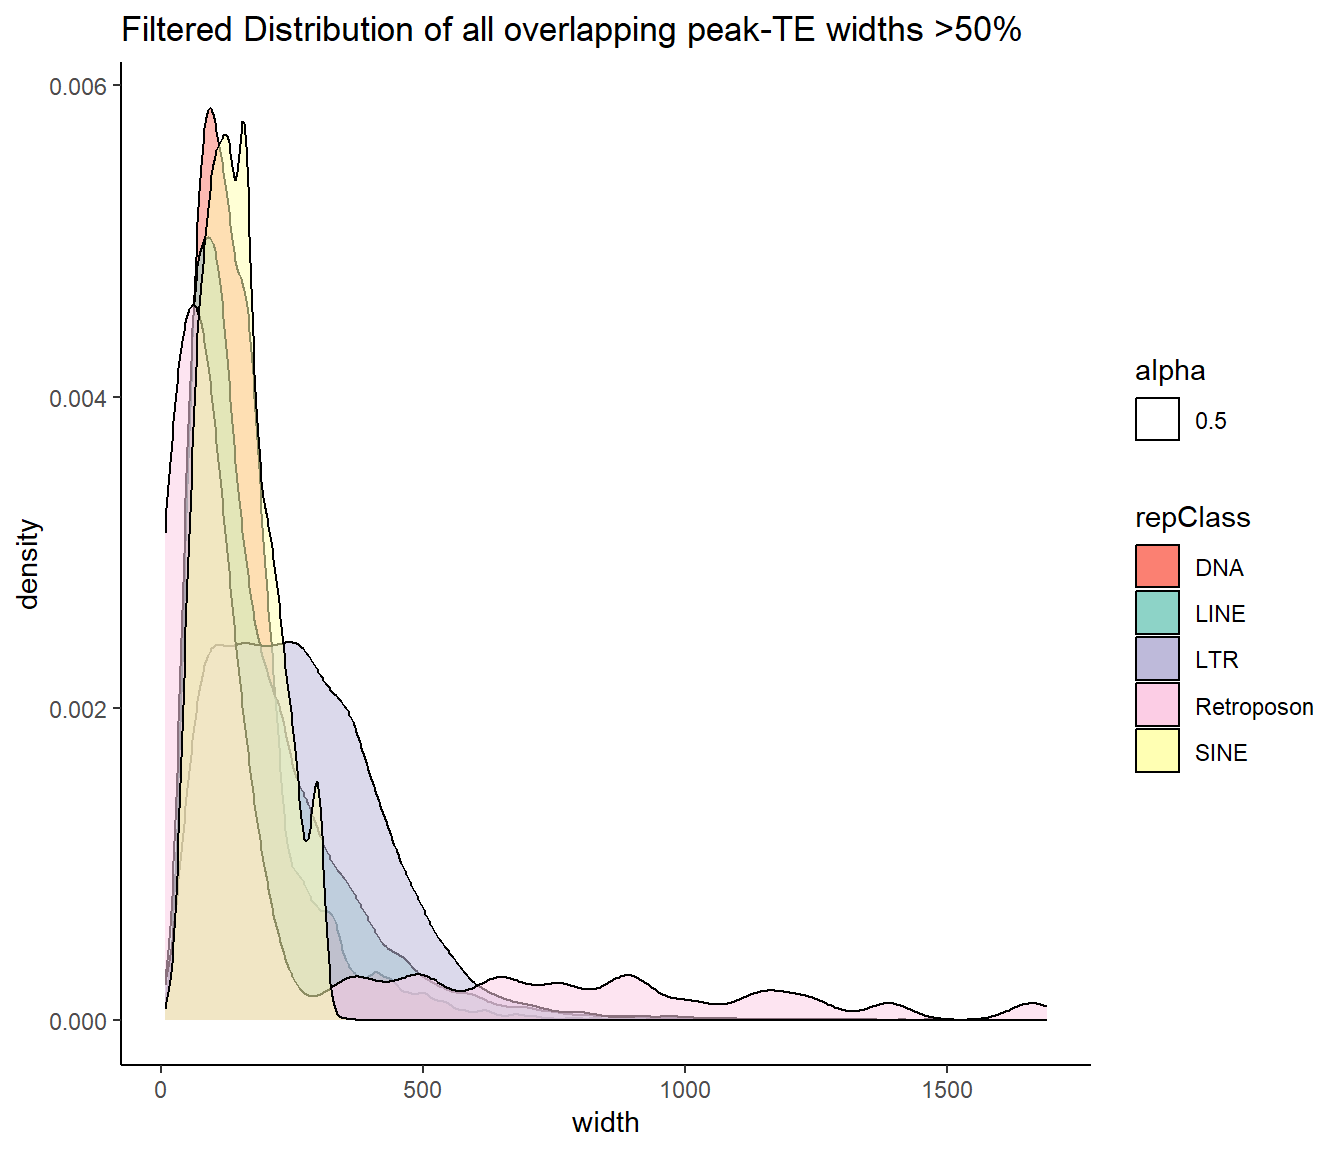 Filtered Distribution of all overlapping peak-TE widths >50%
0.006
0.004
0.002
0.000
density
0 500 1000 1500
width
alpha
0.5
repClass
DNA
LINE
LTR
Retroposon
SINE